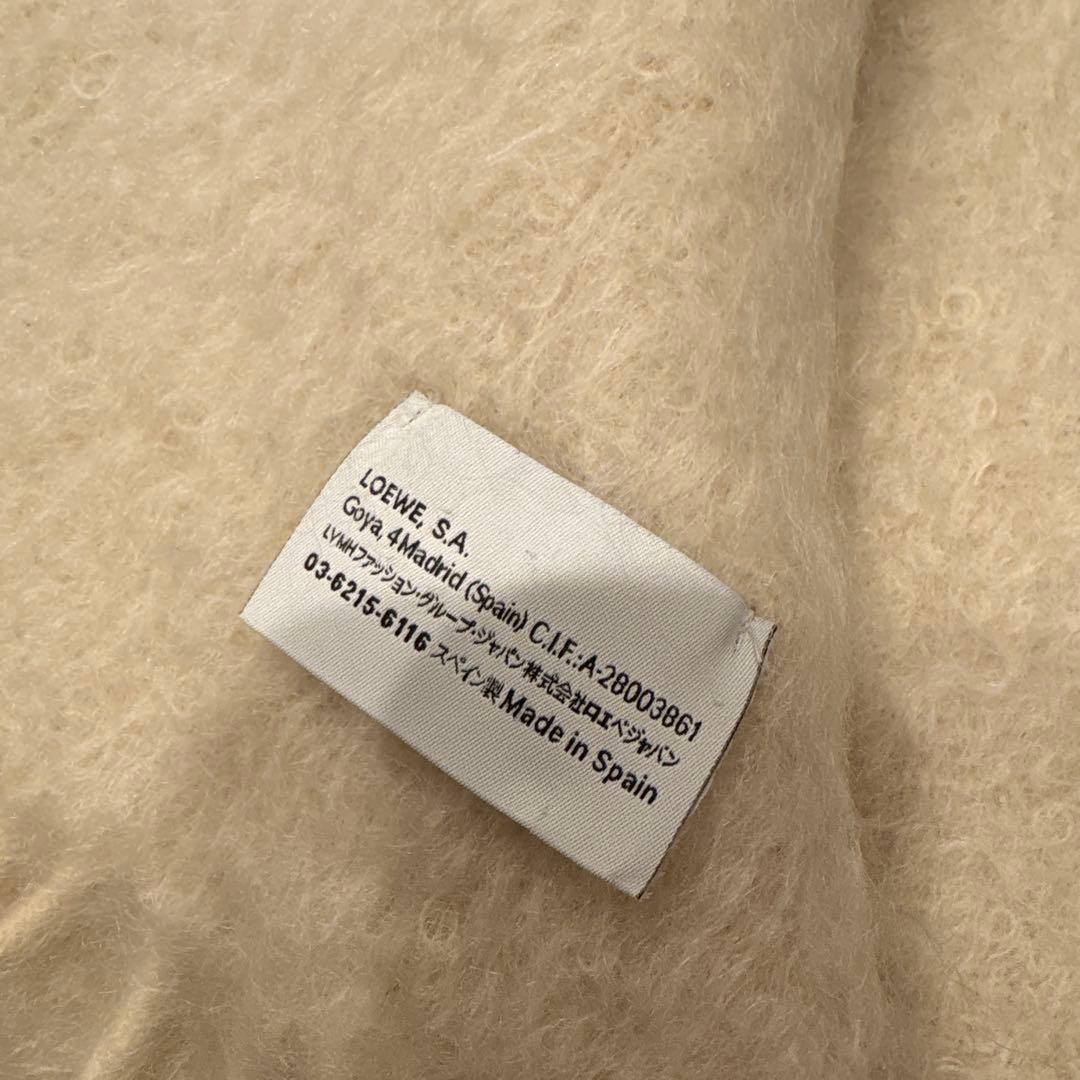 LOEWE, S.A.
Goya, 4 Madrid (Spain) C.I.F.: A-28003861
LVMHファッション・グループ・ジャパン株式会社ロエベジャパン
03-6215-6116 スペイン製 Made in Spain